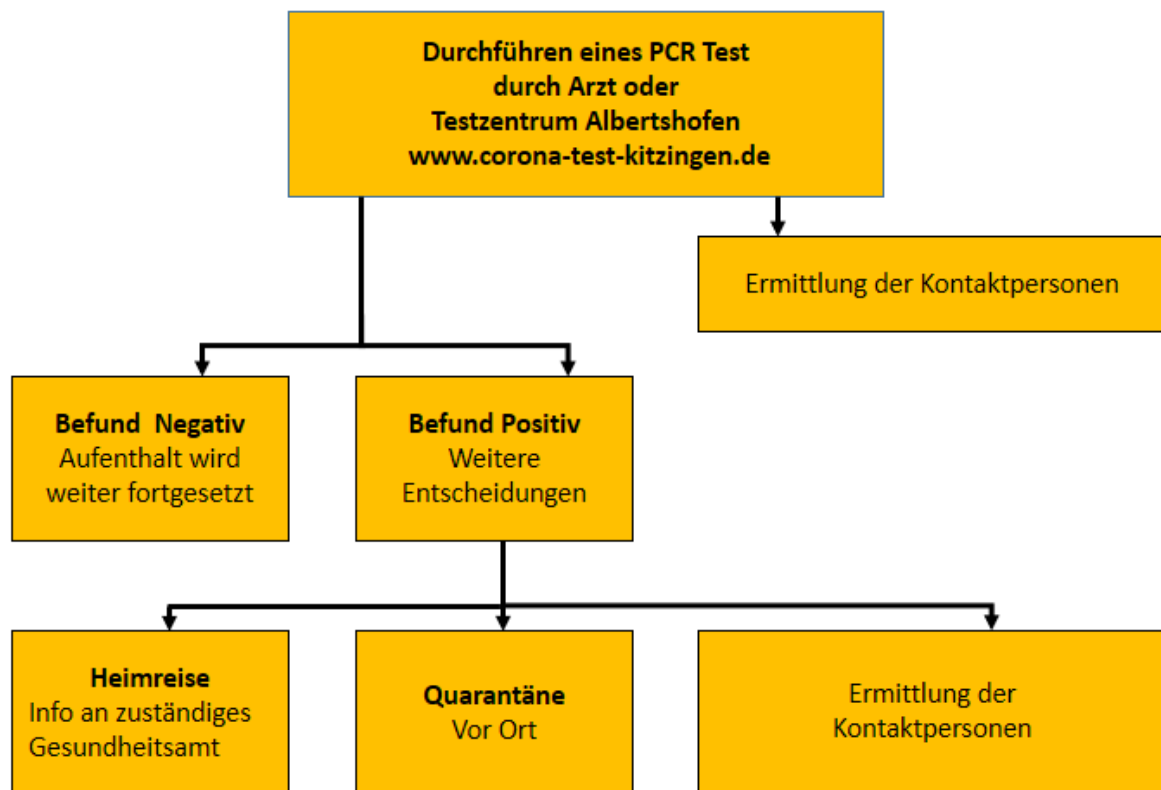 Durchführen eines PCR Test
durch Arzt oder
Testzentrum Albertshofen
www.corona-test-kitzingen.de
Ermittlung der Kontaktpersonen
Befund Negativ
Aufenthalt wird
weiter fortgesetzt
Befund Positiv
Weitere
Entscheidungen
Heimreise
Info an zuständiges
Gesundheitsamt
Quarantäne
Vor Ort
Ermittlung der
Kontaktpersonen